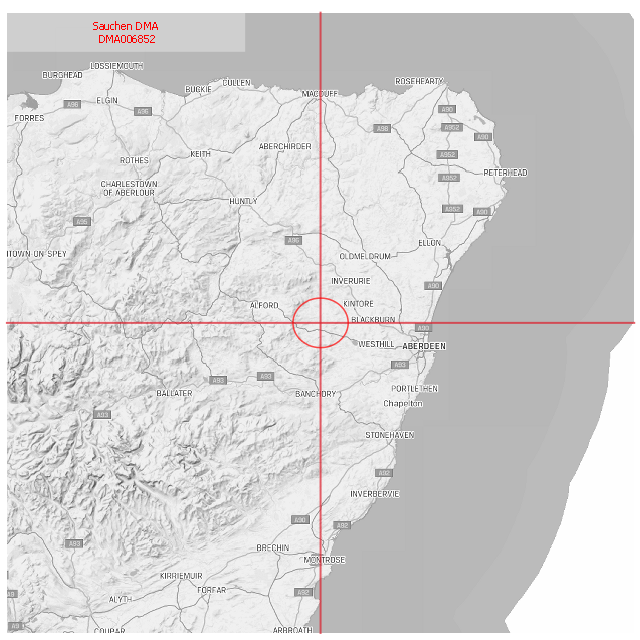 Sauchen DMA
DMA006852
LOSSIEMOUTH
BURGHEAD
CULLEN
ROSEHEARTY
BUCKIE
MACDUFF
ELGIN
A96
A96
A90
FORRES
A98
A952
A90
ABERCHIRDER
KEITH
A952
ROTHES
PETERHEAD
A952
CHARLESTOWN
OF ABERLOUR
HUNTLY
A952
A90
A95
A96
ELLON
NTOWN-ON-SPEY
OLDMELDRUM
INVERURIE
A90
ALFORD
KINTORE
BLACKBURN
A90
WESTHILL
ABERDEEN
A93
A93
A93
BALLATER
BANCHORY
PORTLETHEN
Chapelton
A93
STONEHAVEN
A92
INVERBERVIE
A90
A92
A93
BRECHIN
MONTROSE
KIRRIEMUIR
FORFAR
A92
ALYTH
COUPAR
ARBROATH